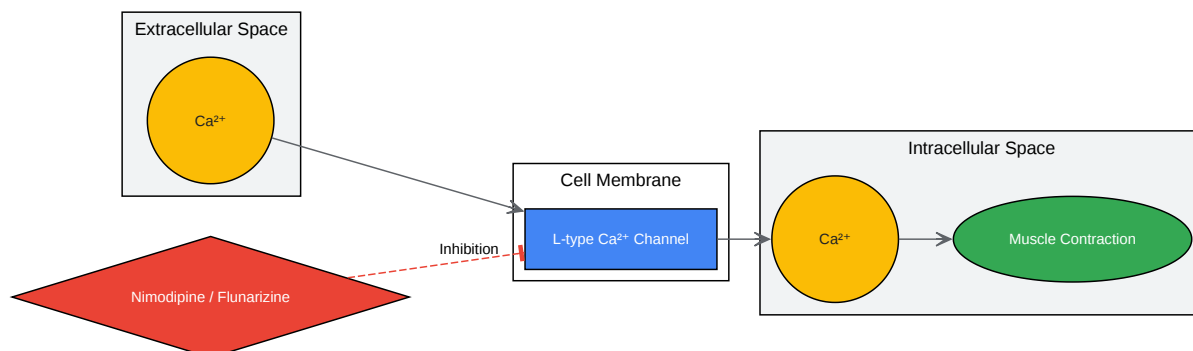 Extracellular Space
Ca²⁺
Cell Membrane
Intracellular Space
Inhibition
L-type Ca²⁺ Channel
Ca²⁺
Muscle Contraction
Nimodipine / Flunarizine